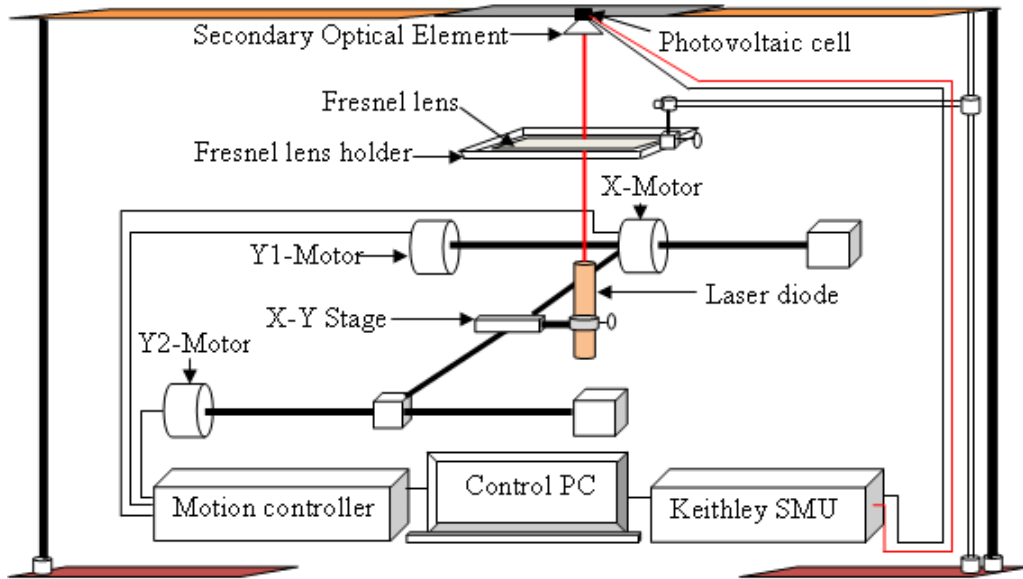 Secondary Optical Element
Photovoltaic cell
Fresnel lens
Fresnel lens holder
X-Motor
Y1-Motor
Laser diode
X-Y Stage
Y2-Motor
Motion controller
Control PC
Keithley SMU